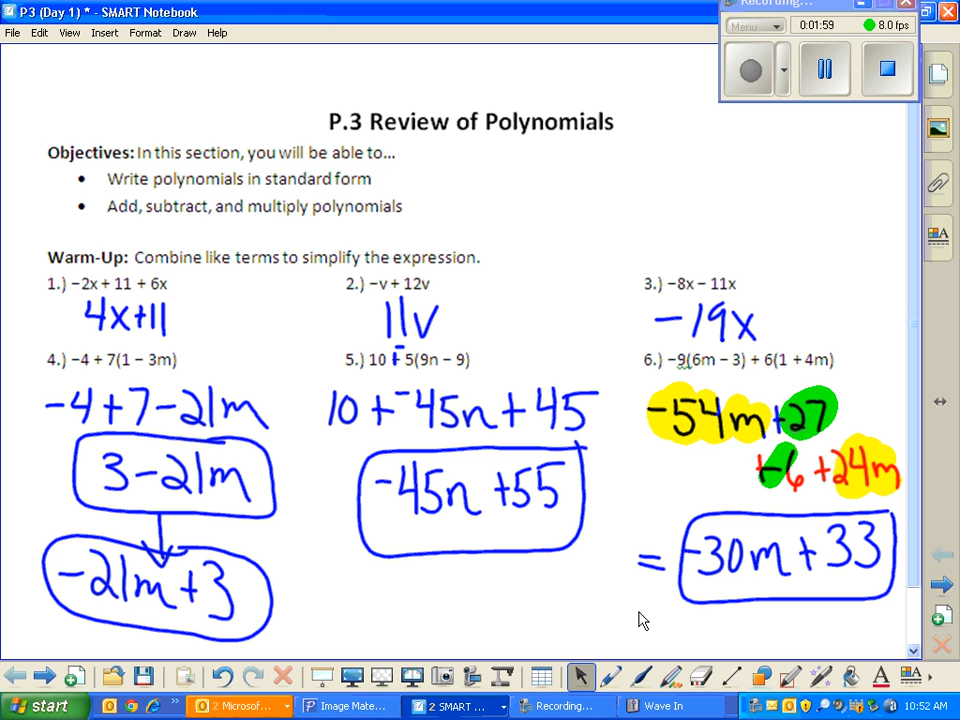 P3 (Day 1) * - SMART Notebook
Recording...
File Edit View Insert Format Draw Help
Menu 0:01:59 8.0 fps
P.3 Review of Polynomials
Objectives: In this section, you will be able to...
• Write polynomials in standard form
• Add, subtract, and multiply polynomials
Warm-Up: Combine like terms to simplify the expression.
1.) −2x + 11 + 6x 2.) −v + 12v 3.) −8x − 11x
4x+11 11v -19x
4.) −4 + 7(1 − 3m) 5.) 10 +- 5(9n − 9) 6.) −9(6m − 3) + 6(1 + 4m)
-4+7-21m 10+-45n+45 -54m+27
+6 +24m
3-21m -45n+55
-21m+3 = -30m+33
start 2 Microsof... Image Mate... 2 SMART ... Recording... Wave In 10:52 AM